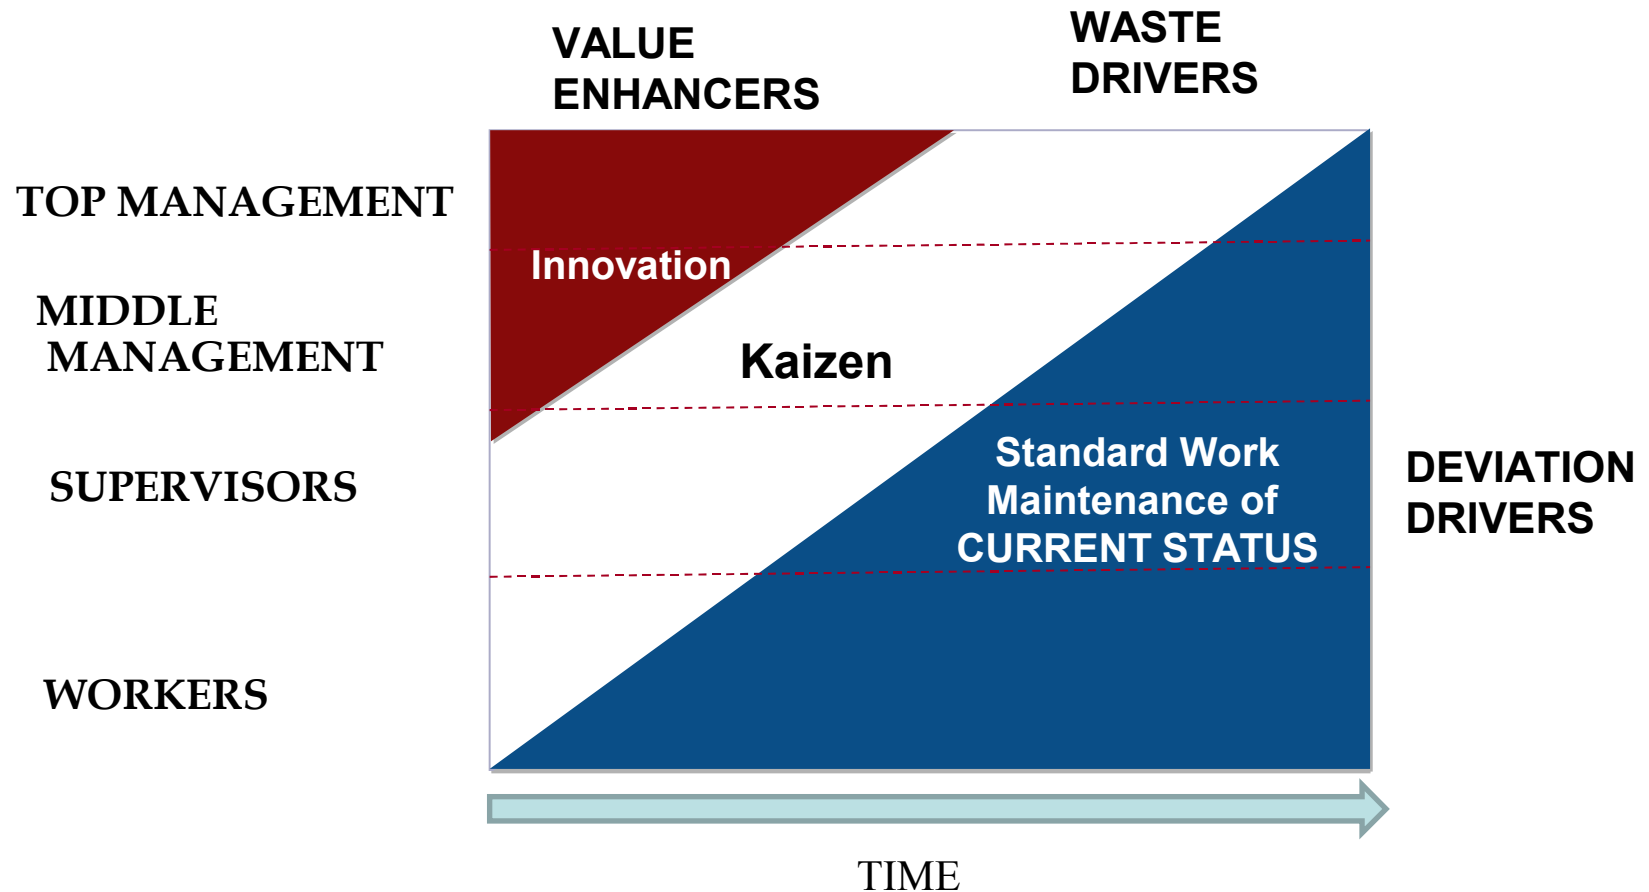 VALUE
ENHANCERS
WASTE
DRIVERS
TOP MANAGEMENT
Innovation
MIDDLE
MANAGEMENT
Kaizen
SUPERVISORS
Standard Work
Maintenance of
CURRENT STATUS
DEVIATION
DRIVERS
WORKERS
TIME